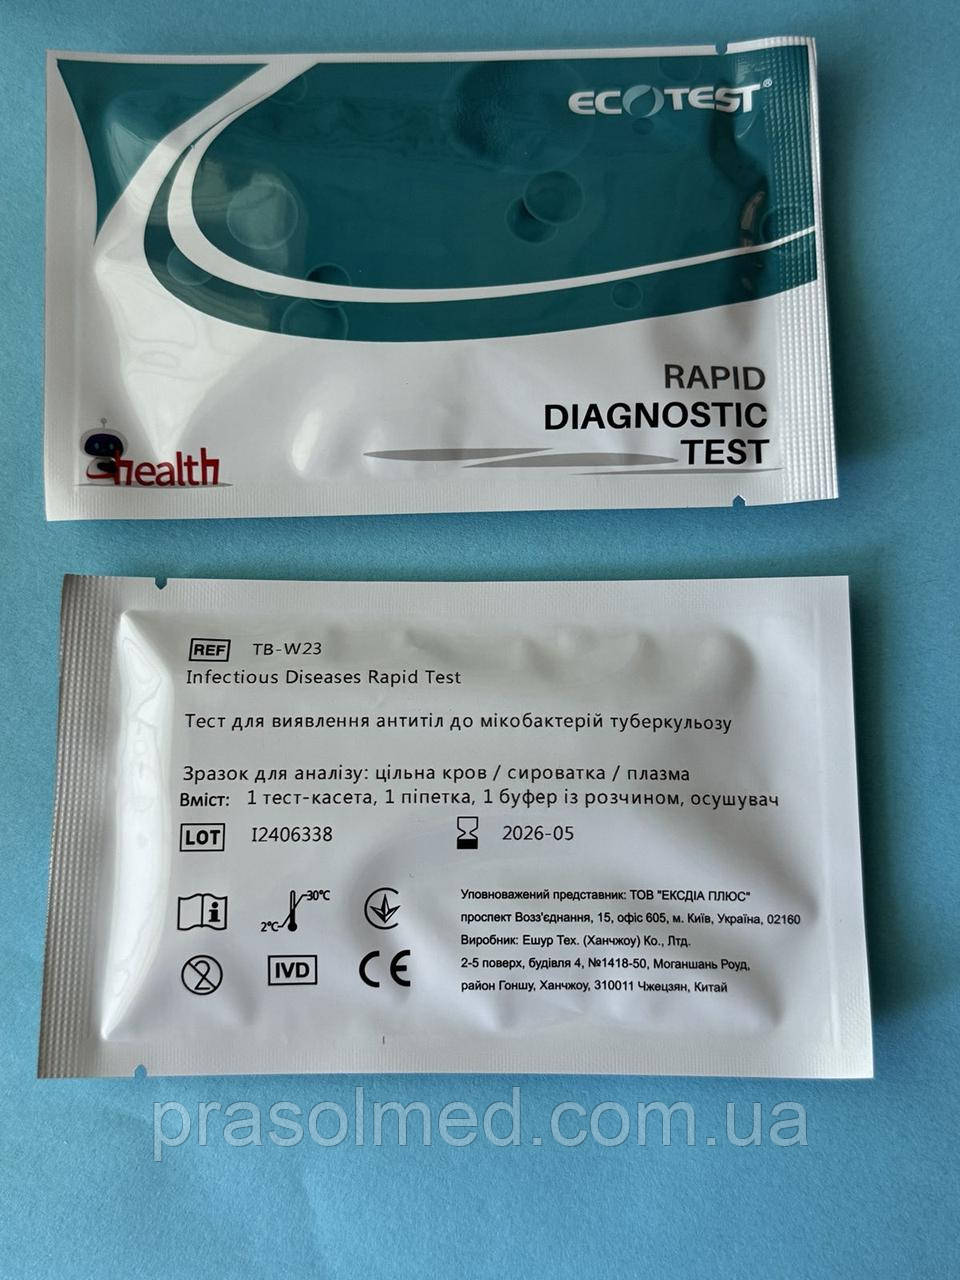 ECOTEST®
RAPID
DIAGNOSTIC
TEST
health
REF TB-W23
Infectious Diseases Rapid Test
Тест для виявлення антитіл до мікобактерій туберкульозу
Зразок для аналізу: цільна кров / сироватка / плазма
Вміст: 1 тест-касета, 1 піпетка, 1 буфер із розчином, осушувач
LOT I2406338 2026-05
2°C 30°C
2 IVD CE
Уповноважений представник: ТОВ "ЕКСДІА ПЛЮС"
проспект Возз'єднання, 15, офіс 605, м. Київ, Україна, 02160
Виробник: Ешур Тех. (Ханчжоу) Ко., Лтд.
2-5 поверх, будівля 4, №1418-50, Моганшань Роуд,
район Гоншу, Ханчжоу, 310011 Чжецзян, Китай
prasolmed.com.ua